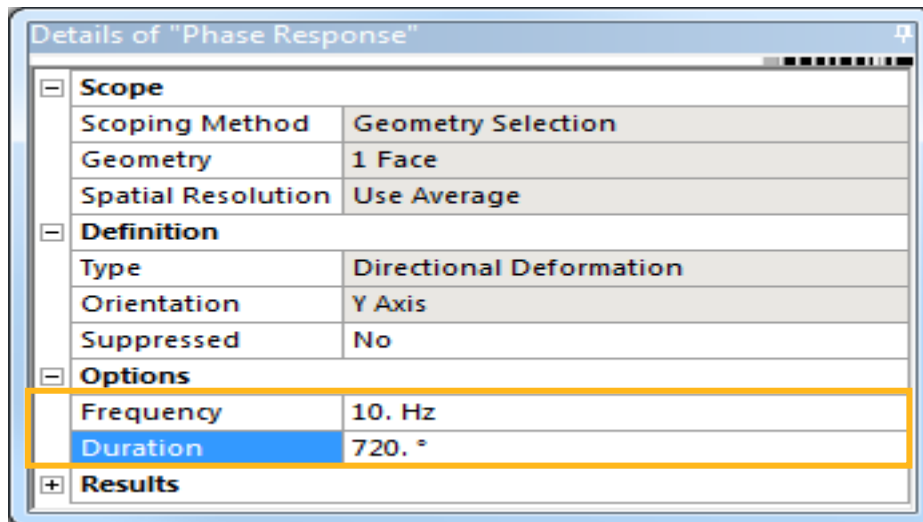 Details of "Phase Response"
Scope
Scoping Method Geometry Selection
Geometry 1 Face
Spatial Resolution Use Average
Definition
Type Directional Deformation
Orientation Y Axis
Suppressed No
Options
Frequency 10. Hz
Duration 720. °
Results